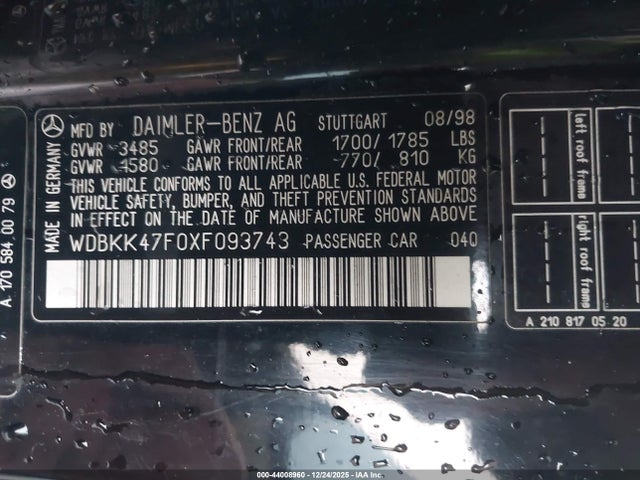 MFD BY DAIMLER-BENZ AG STUTTGART 08/98
GVWR 3485 GAWR FRONT/REAR 1700/1785 LBS
GVWR 1580 GAWR FRONT/REAR 770/ 810 KG
THIS VEHICLE CONFORMS TO ALL APPLICABLE U.S. FEDERAL MOTOR
VEHICLE SAFETY, BUMPER, AND THEFT PREVENTION STANDARDS
IN EFFECT ON THE DATE OF MANUFACTURE SHOWN ABOVE
WDBKK47F0XF093743 PASSENGER CAR 040
MADE IN GERMANY
A 170 584 00 79
left roof frame
right roof frame
A 210 817 05 20
000-44008960 - 12/24/2025 - IAA Inc.